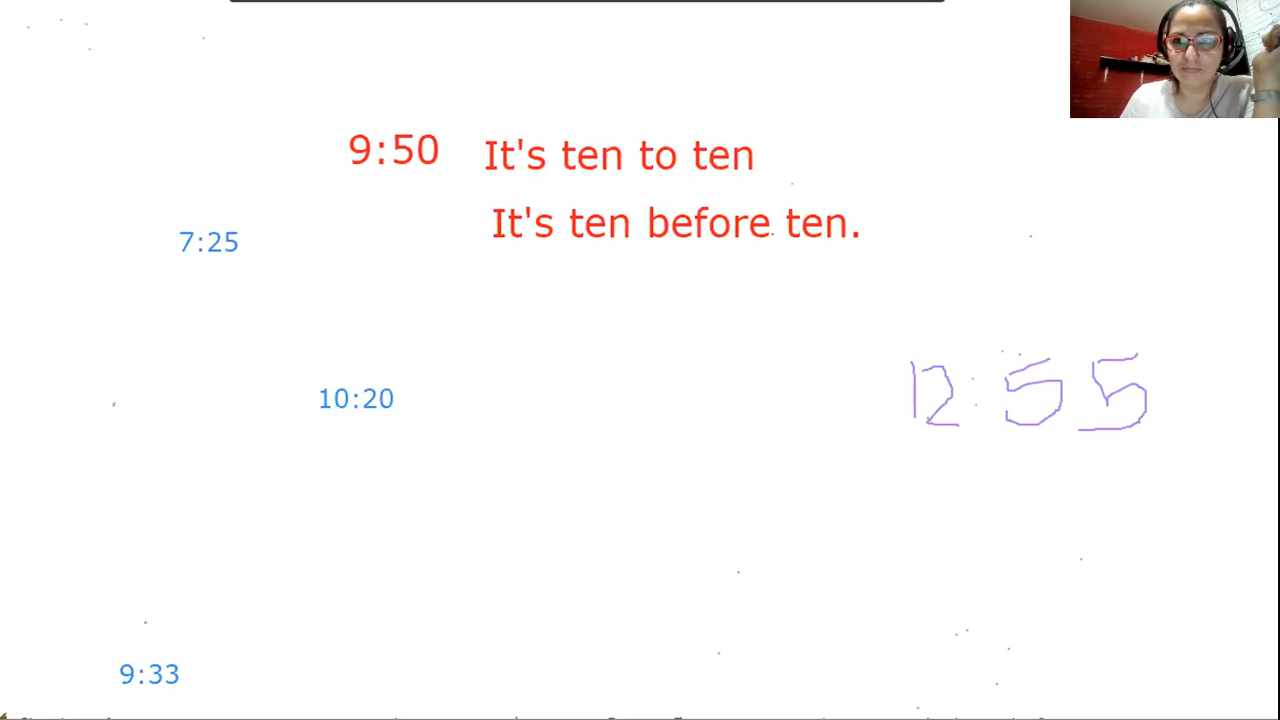 9:50 It's ten to ten
It's ten before ten.
7:25
10:20
12:55
9:33